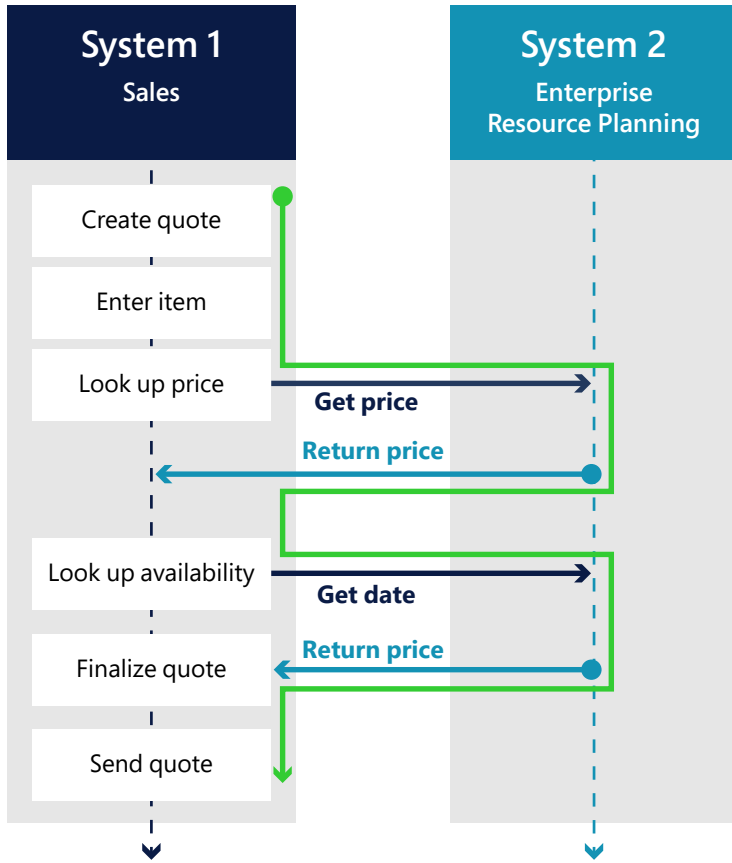 System 1
Sales
System 2
Enterprise
Resource Planning
Create quote
Enter item
Look up price
Get price
Return price
Look up availability
Get date
Return price
Finalize quote
Send quote